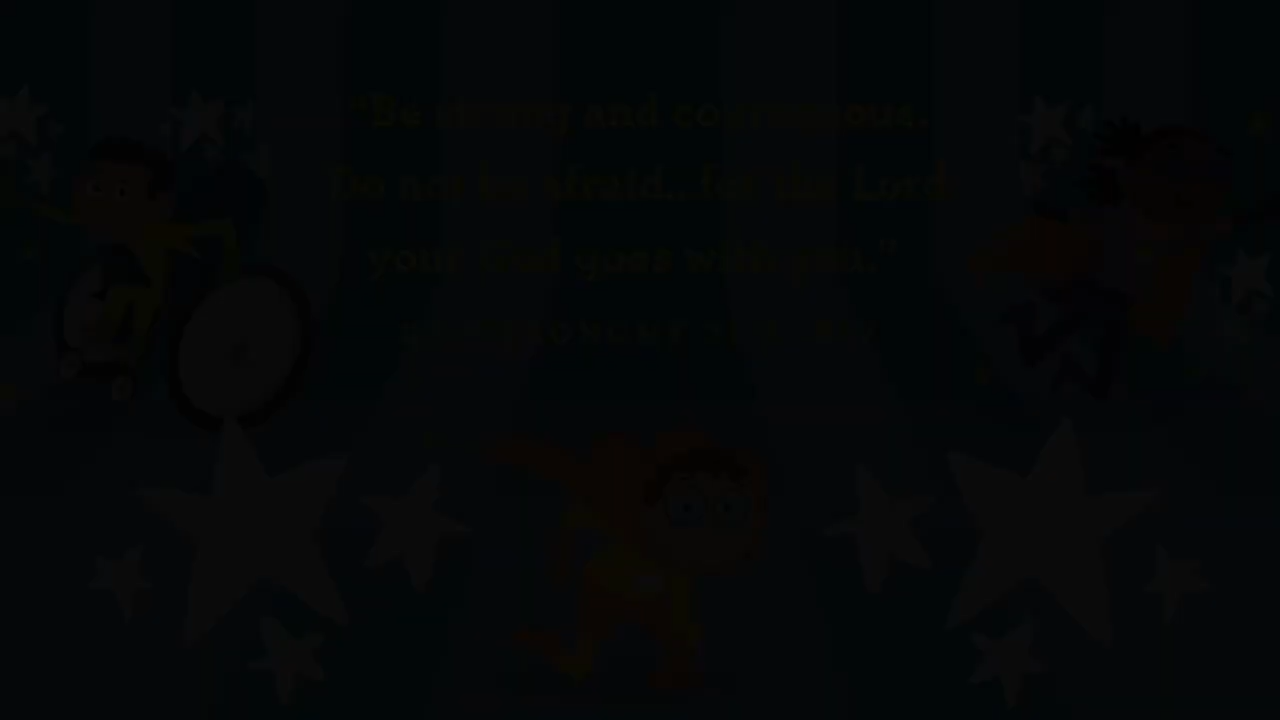 "Be strong and courageous.
Do not be afraid...for the Lord
your God goes with you."